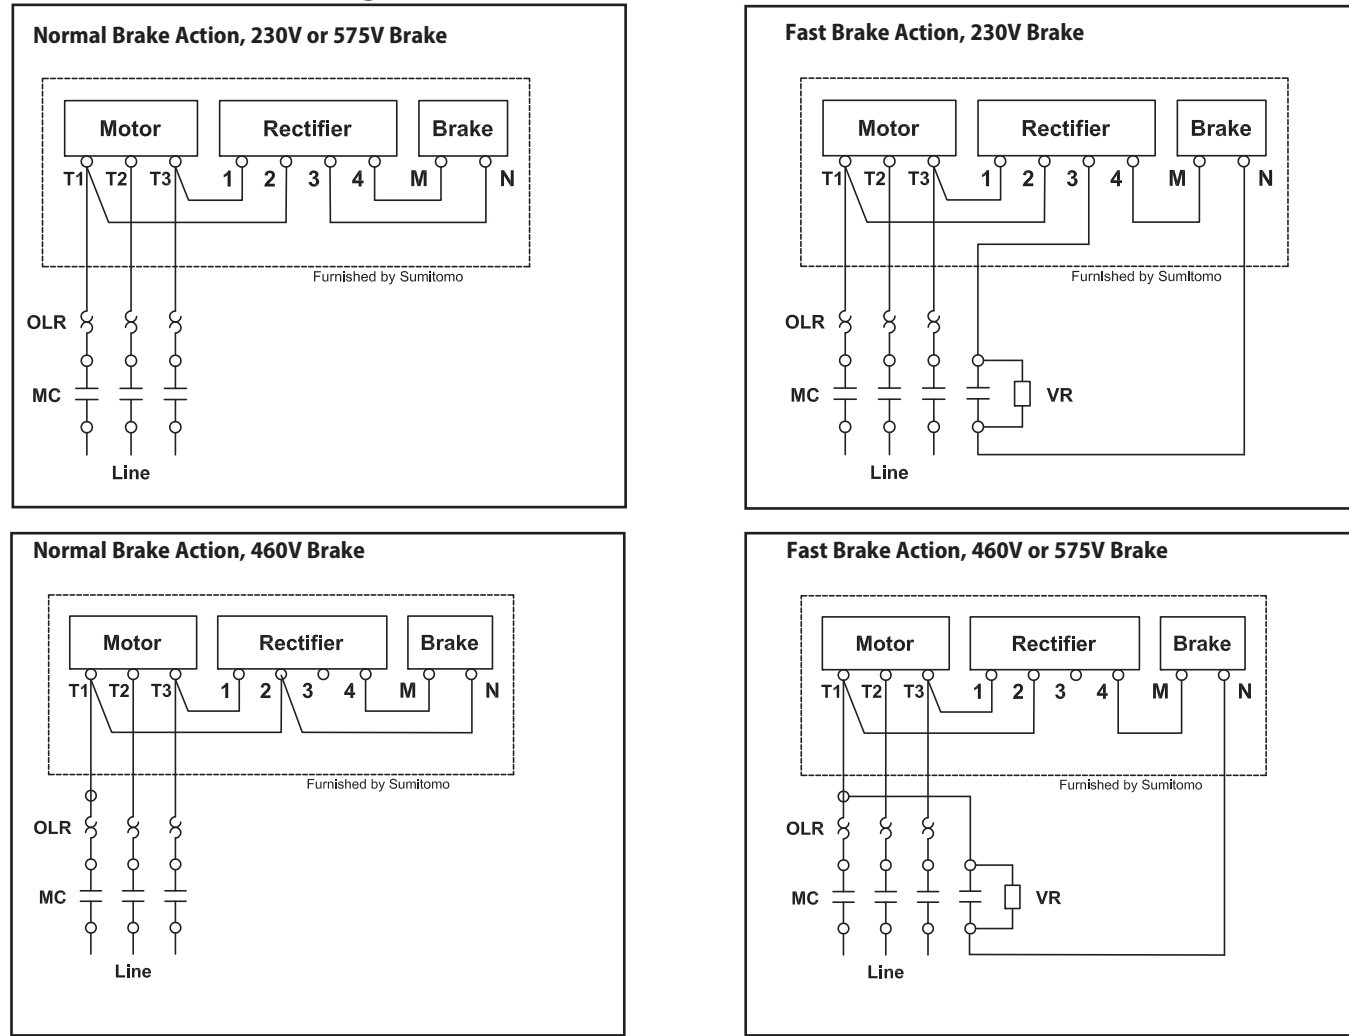 Normal Brake Action, 230V or 575V Brake
Motor Rectifier Brake
T1 T2 T3 1 2 3 4 M N
Furnished by Sumitomo
OLR
MC
Line
Fast Brake Action, 230V Brake
Motor Rectifier Brake
T1 T2 T3 1 2 3 4 M N
Furnished by Sumitomo
OLR
MC VR
Line
Normal Brake Action, 460V Brake
Motor Rectifier Brake
T1 T2 T3 1 2 3 4 M N
Furnished by Sumitomo
OLR
MC
Line
Fast Brake Action, 460V or 575V Brake
Motor Rectifier Brake
T1 T2 T3 1 2 3 4 M N
Furnished by Sumitomo
OLR
MC VR
Line